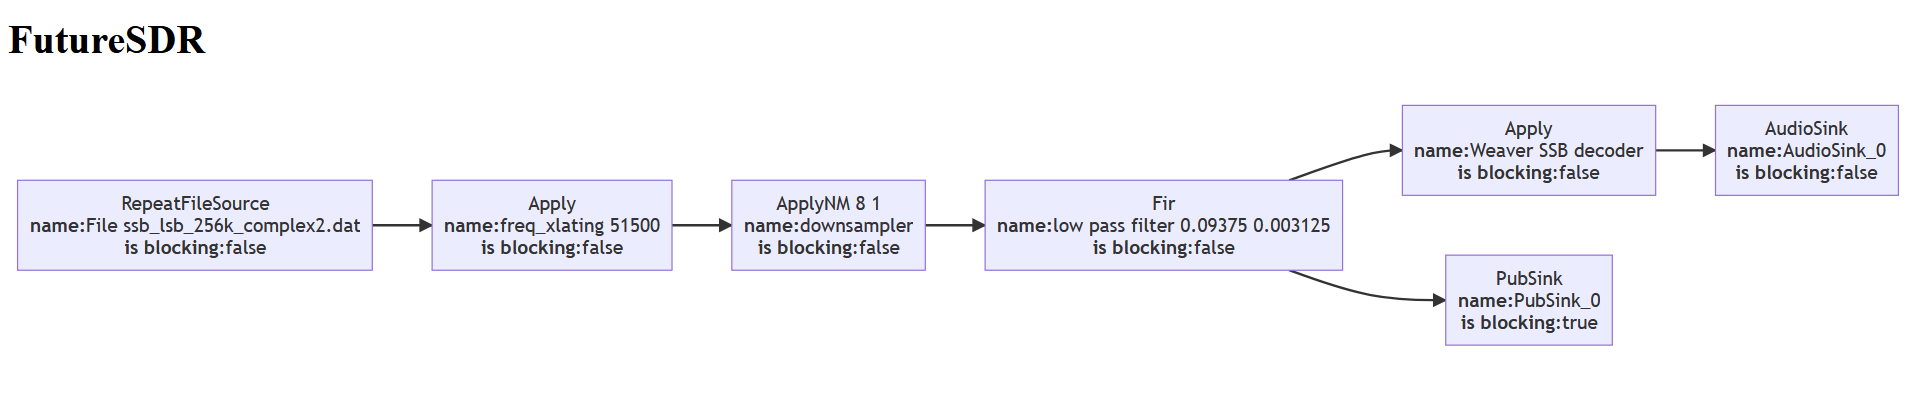 FutureSDR
RepeatFileSource
name:File ssb_lsb_256k_complex2.dat
is blocking:false
Apply
name:freq_xlating 51500
is blocking:false
ApplyNM 8 1
name:downsampler
is blocking:false
Fir
name:low pass filter 0.09375 0.003125
is blocking:false
Apply
name:Weaver SSB decoder
is blocking:false
AudioSink
name:AudioSink_0
is blocking:false
PubSink
name:PubSink_0
is blocking:true